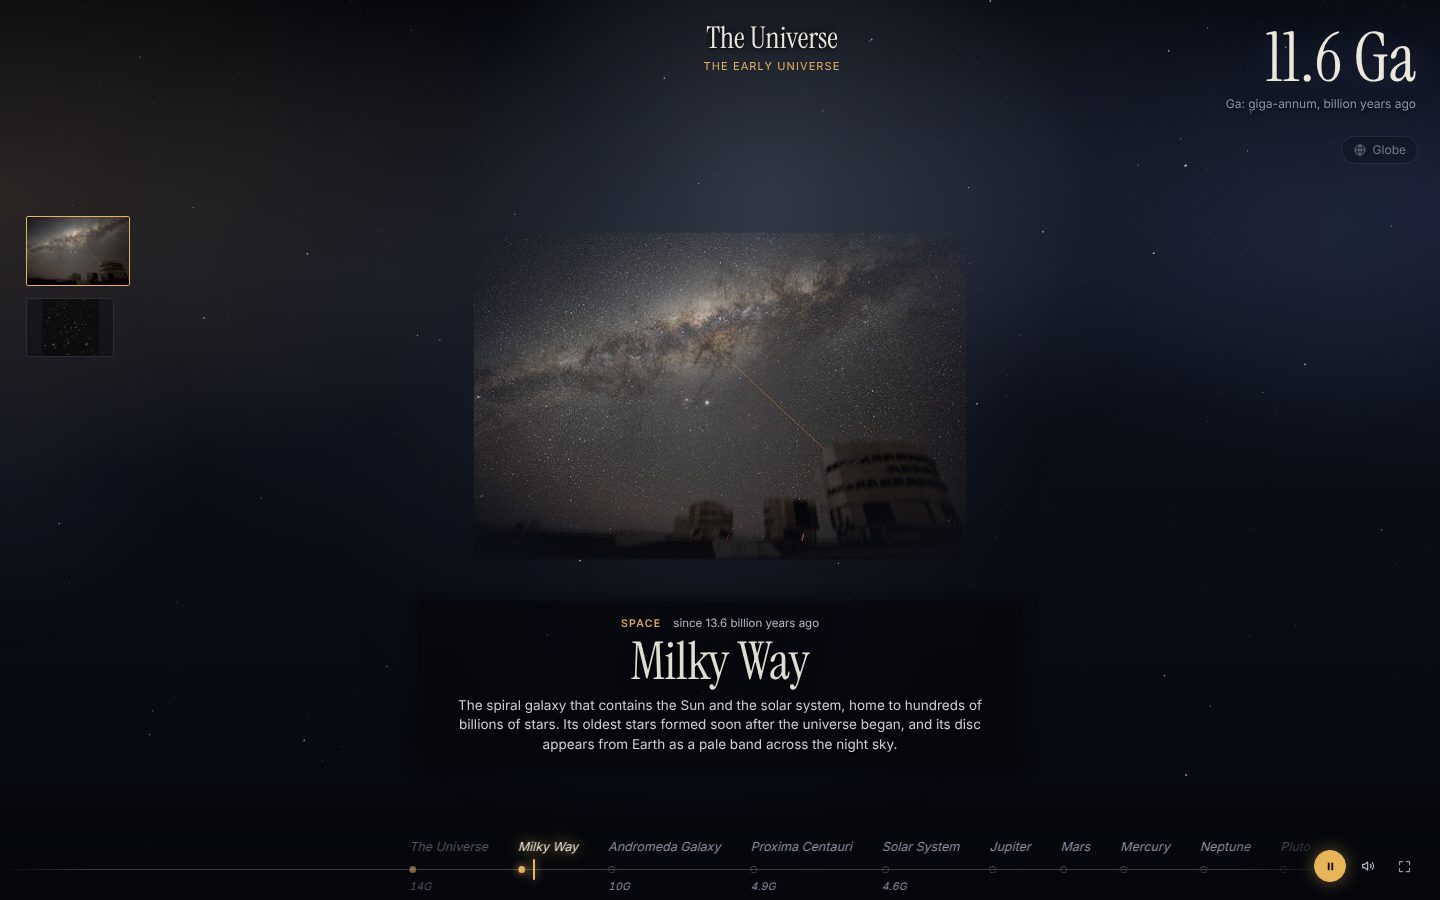 The Universe
THE EARLY UNIVERSE
11.6 Ga
Ga: giga-annum, billion years ago
Globe
SPACE since 13.6 billion years ago
Milky Way
The spiral galaxy that contains the Sun and the solar system, home to hundreds of
billions of stars. Its oldest stars formed soon after the universe began, and its disc
appears from Earth as a pale band across the night sky.
The Universe Milky Way Andromeda Galaxy Proxima Centauri Solar System Jupiter Mars Mercury Neptune Pluto
14G 10G 4.9G 4.6G